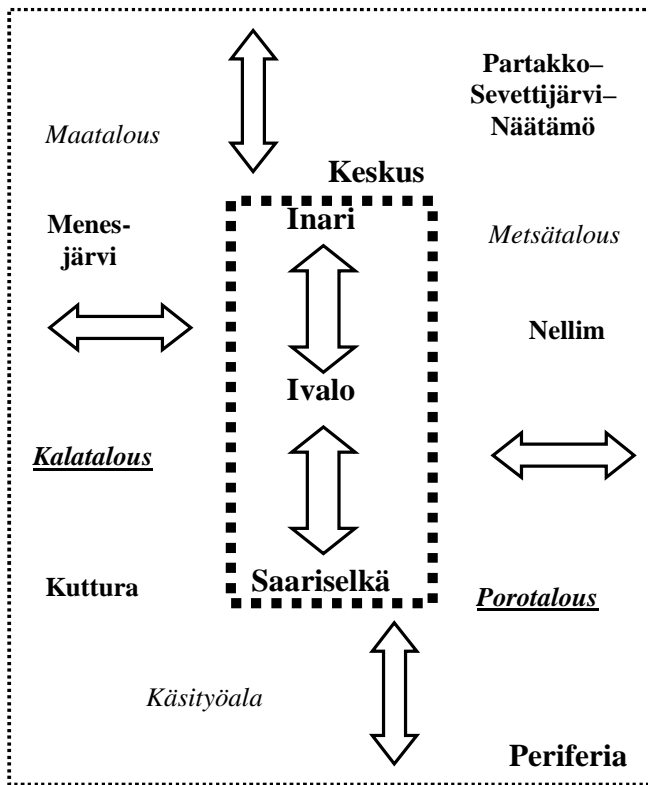 Partakko–
Sevettijärvi–
Näätämö
Maatalous
Keskus
Inari
Menes-
järvi
Metsätalous
Nellim
Ivalo
Kalatalous
Kuttura
Saariselkä
Porotalous
Käsityöala
Periferia